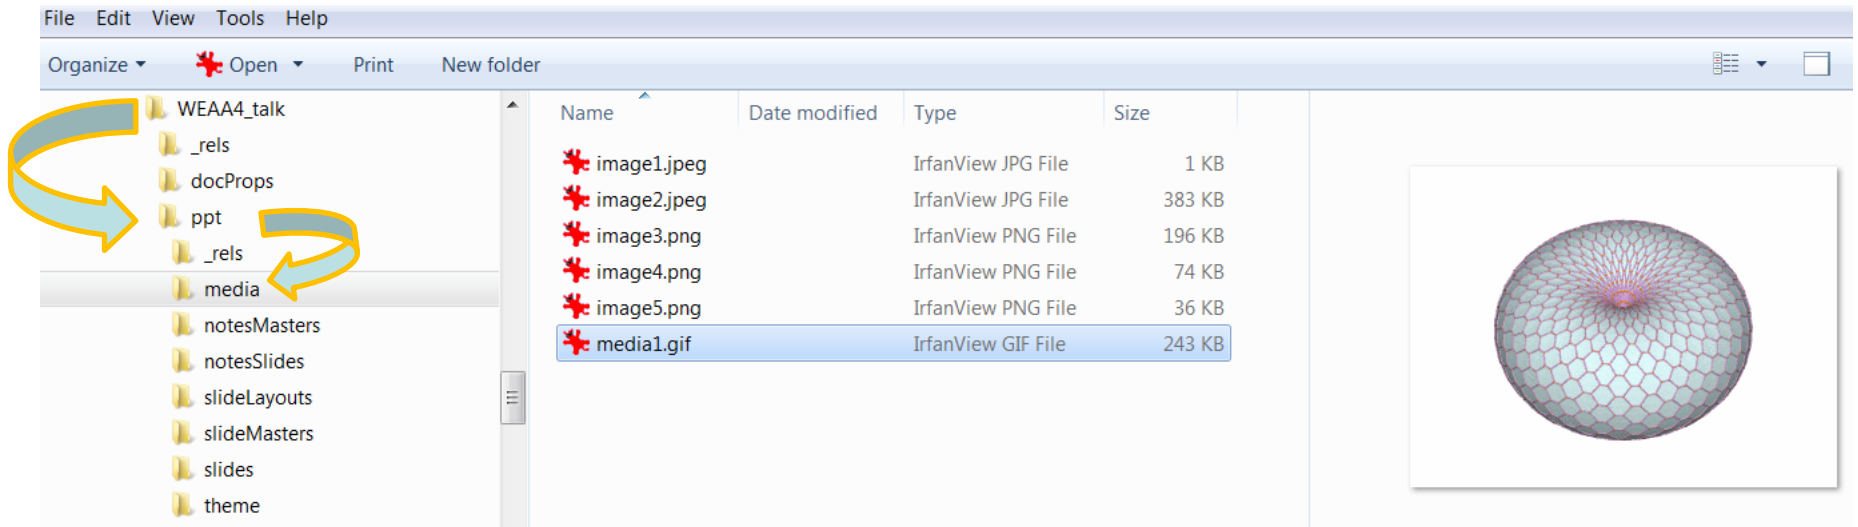 File Edit View Tools Help
Organize Open Print New folder
WEAA4_talk
_rels
docProps
ppt
_rels
media
notesMasters
notesSlides
slideLayouts
slideMasters
slides
theme
Name Date modified Type Size
image1.jpeg IrfanView JPG File 1 KB
image2.jpeg IrfanView JPG File 383 KB
image3.png IrfanView PNG File 196 KB
image4.png IrfanView PNG File 74 KB
image5.png IrfanView PNG File 36 KB
media1.gif IrfanView GIF File 243 KB